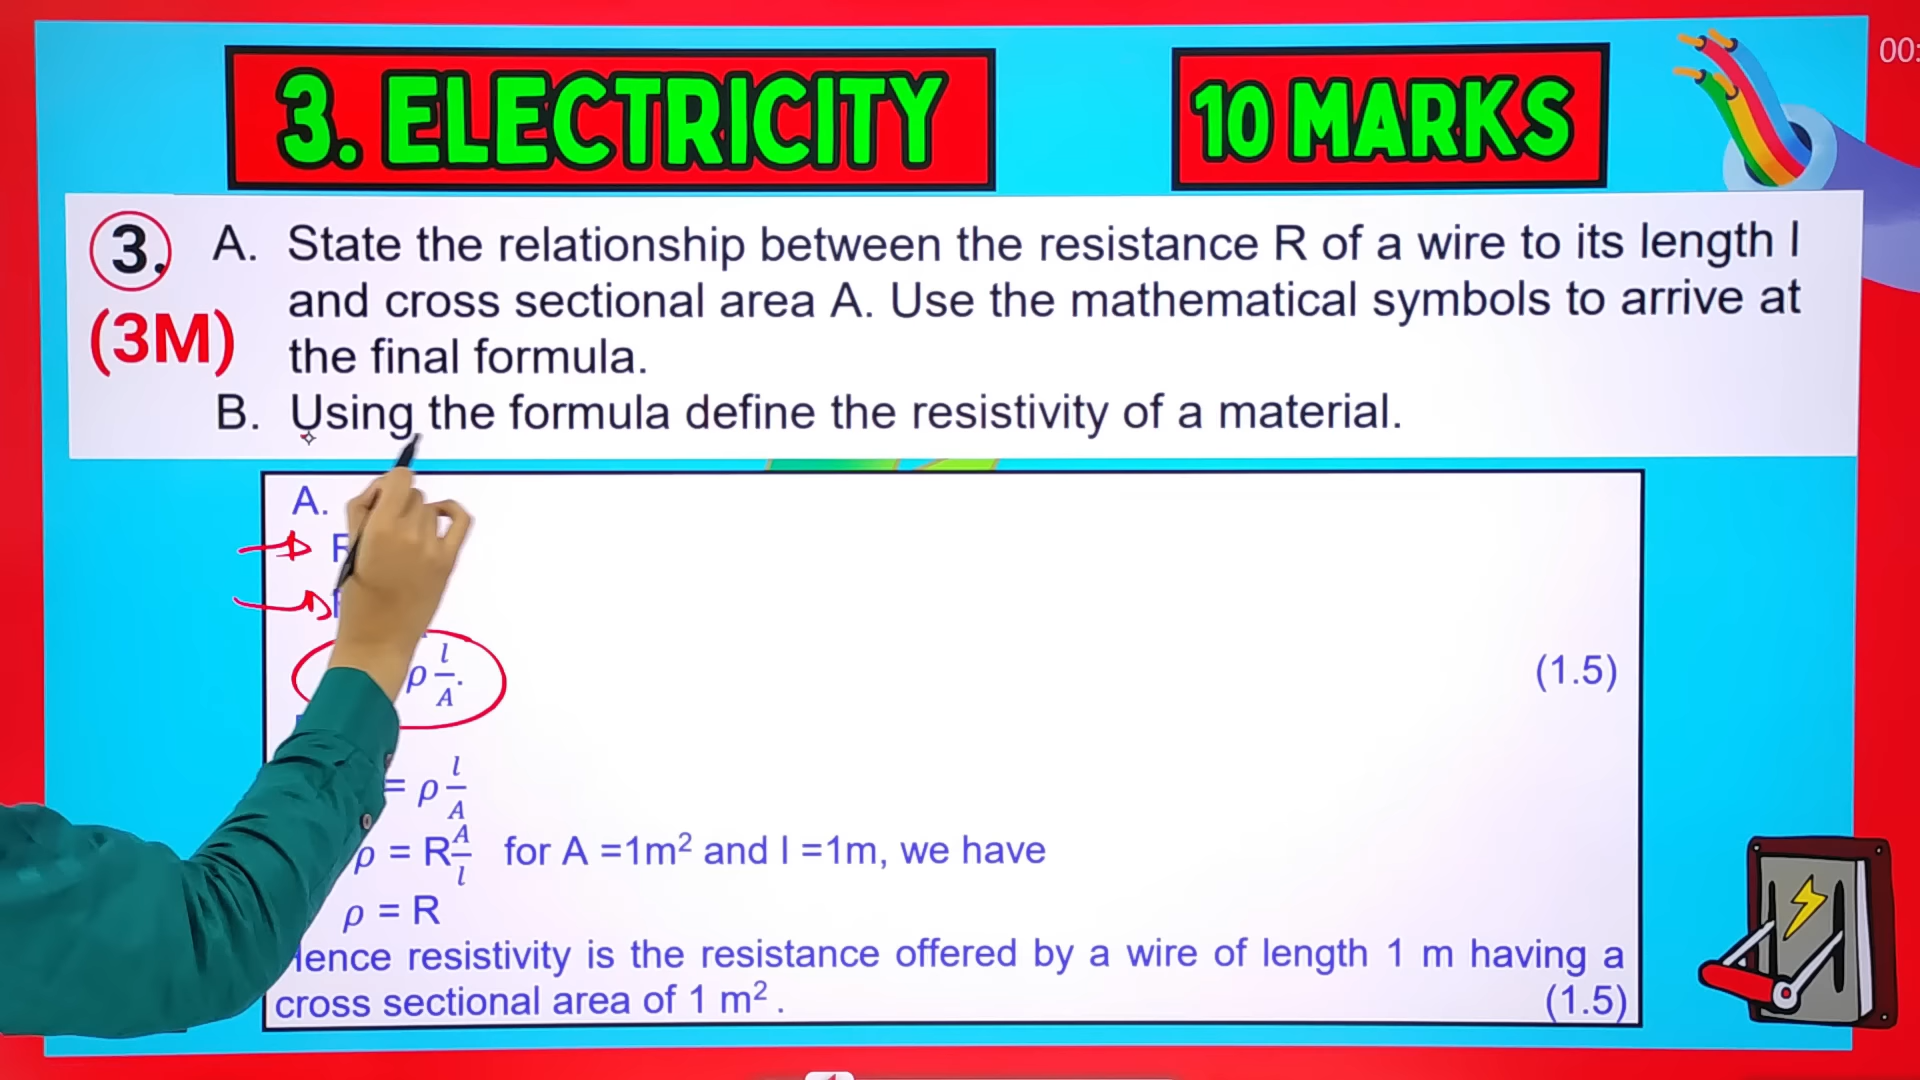 3. ELECTRICITY
10 MARKS
00:
3. A. State the relationship between the resistance R of a wire to its length l
(3M) and cross sectional area A. Use the mathematical symbols to arrive at
the final formula.
B. Using the formula define the resistivity of a material.
A.
ρ l/A. (1.5)
= ρ l/A
ρ = R A/l for A =1m² and l =1m, we have
ρ = R
Hence resistivity is the resistance offered by a wire of length 1 m having a
cross sectional area of 1 m² . (1.5)